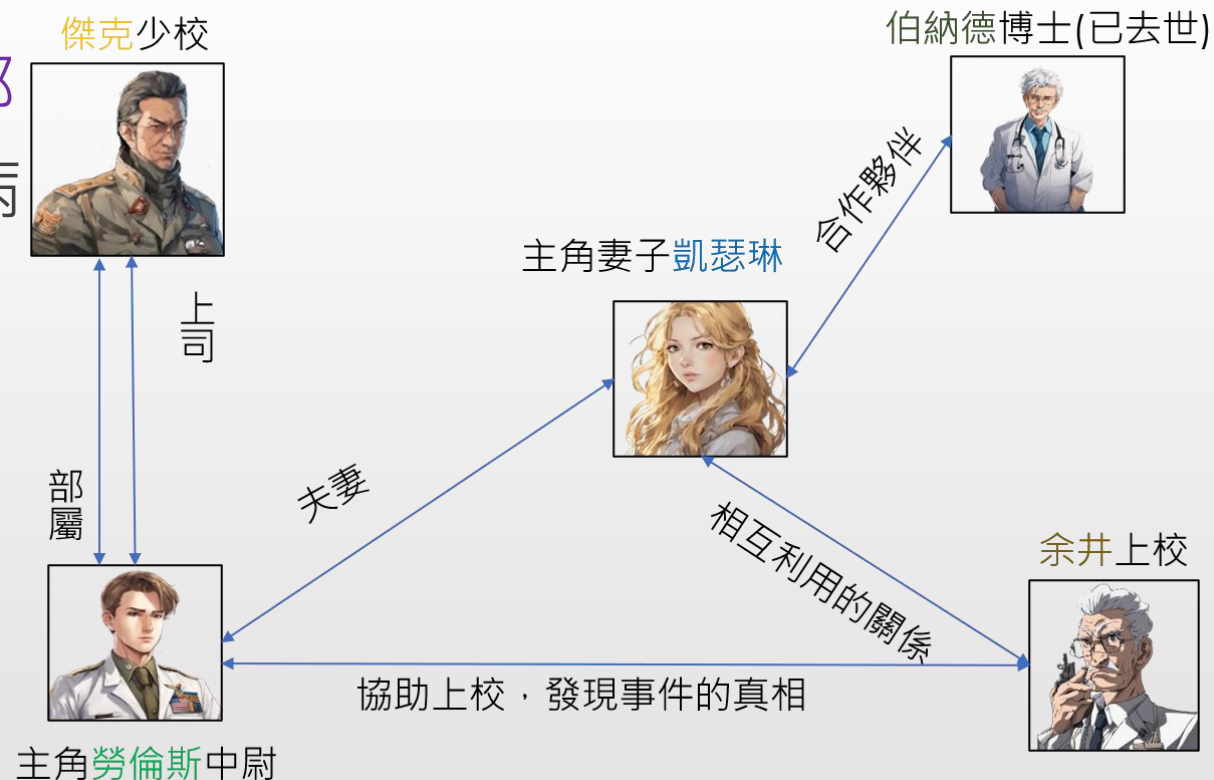 傑克少校
伯納德博士(已去世)
部
病
合作夥伴
主角妻子凱瑟琳
上司
部屬
夫妻
相互利用的關係
余井上校
協助上校，發現事件的真相
主角勞倫斯中尉